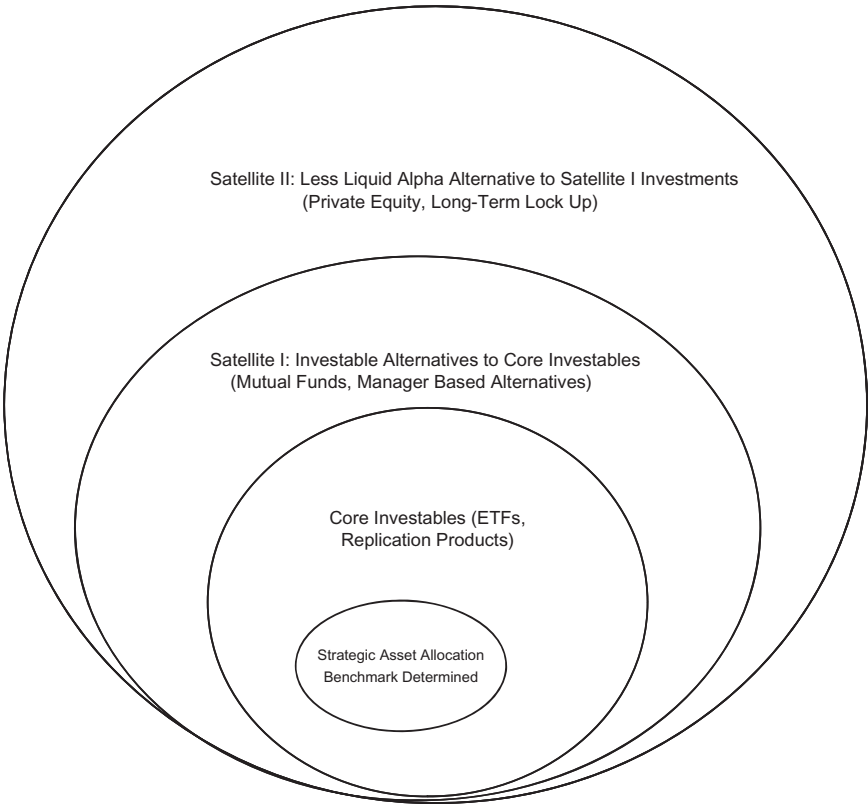 Satellite II: Less Liquid Alpha Alternative to Satellite I Investments
(Private Equity, Long-Term Lock Up)
Satellite I: Investable Alternatives to Core Investables
(Mutual Funds, Manager Based Alternatives)
Core Investables (ETFs,
Replication Products)
Strategic Asset Allocation
Benchmark Determined